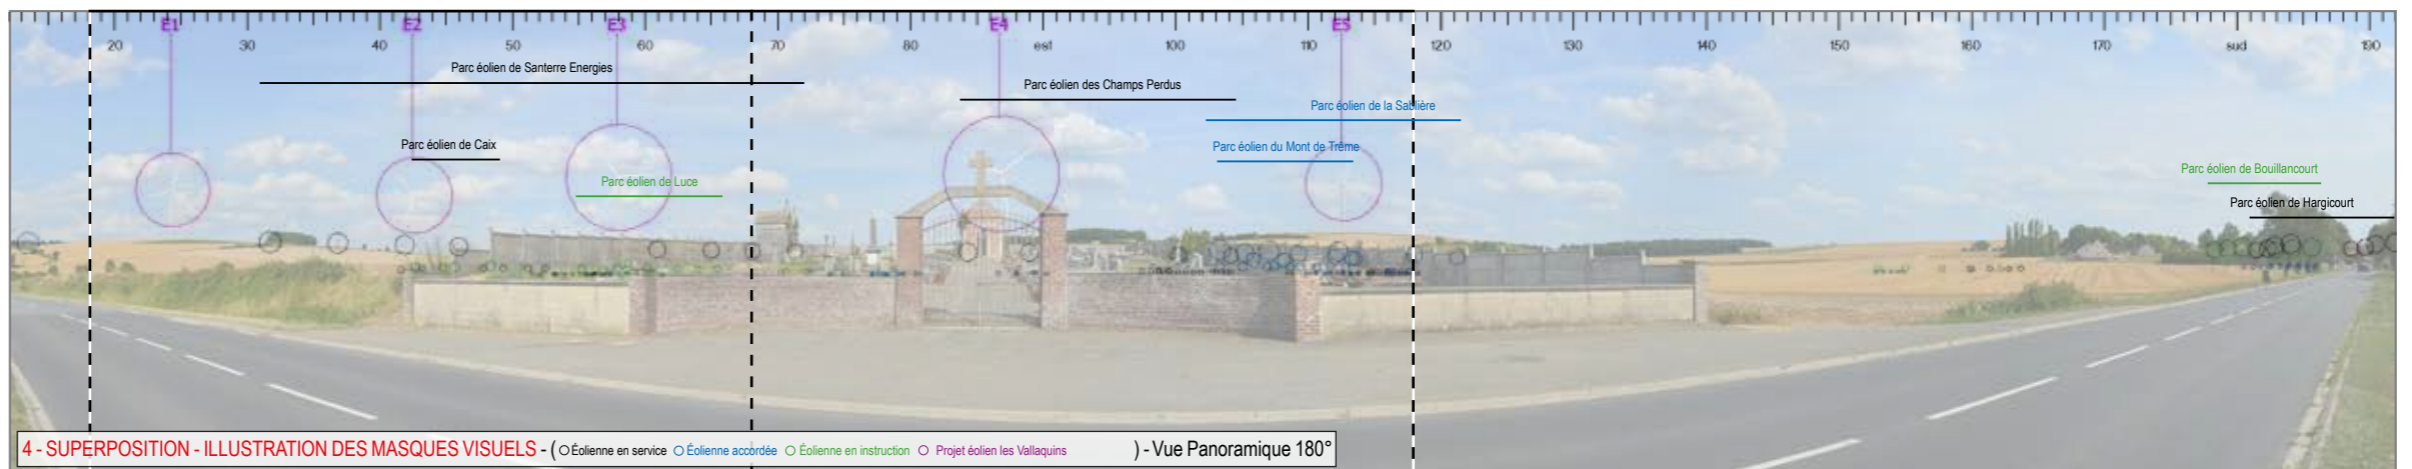 E1 E2 E3 E4 E5
20 30 40 50 60 70 80 est 100 110 120 130 140 150 160 170 sud 190
Parc éolien de Santerre Energies
Parc éolien des Champs Perdus
Parc éolien de la Sablière
Parc éolien de Caix
Parc éolien du Mont de Trême
Parc éolien de Luce
Parc éolien de Bouillancourt
Parc éolien de Hargicourt
4 - SUPERPOSITION - ILLUSTRATION DES MASQUES VISUELS - ( Éolienne en service Éolienne accordée Éolienne en instruction Projet éolien les Vallaquins ) - Vue Panoramique 180°